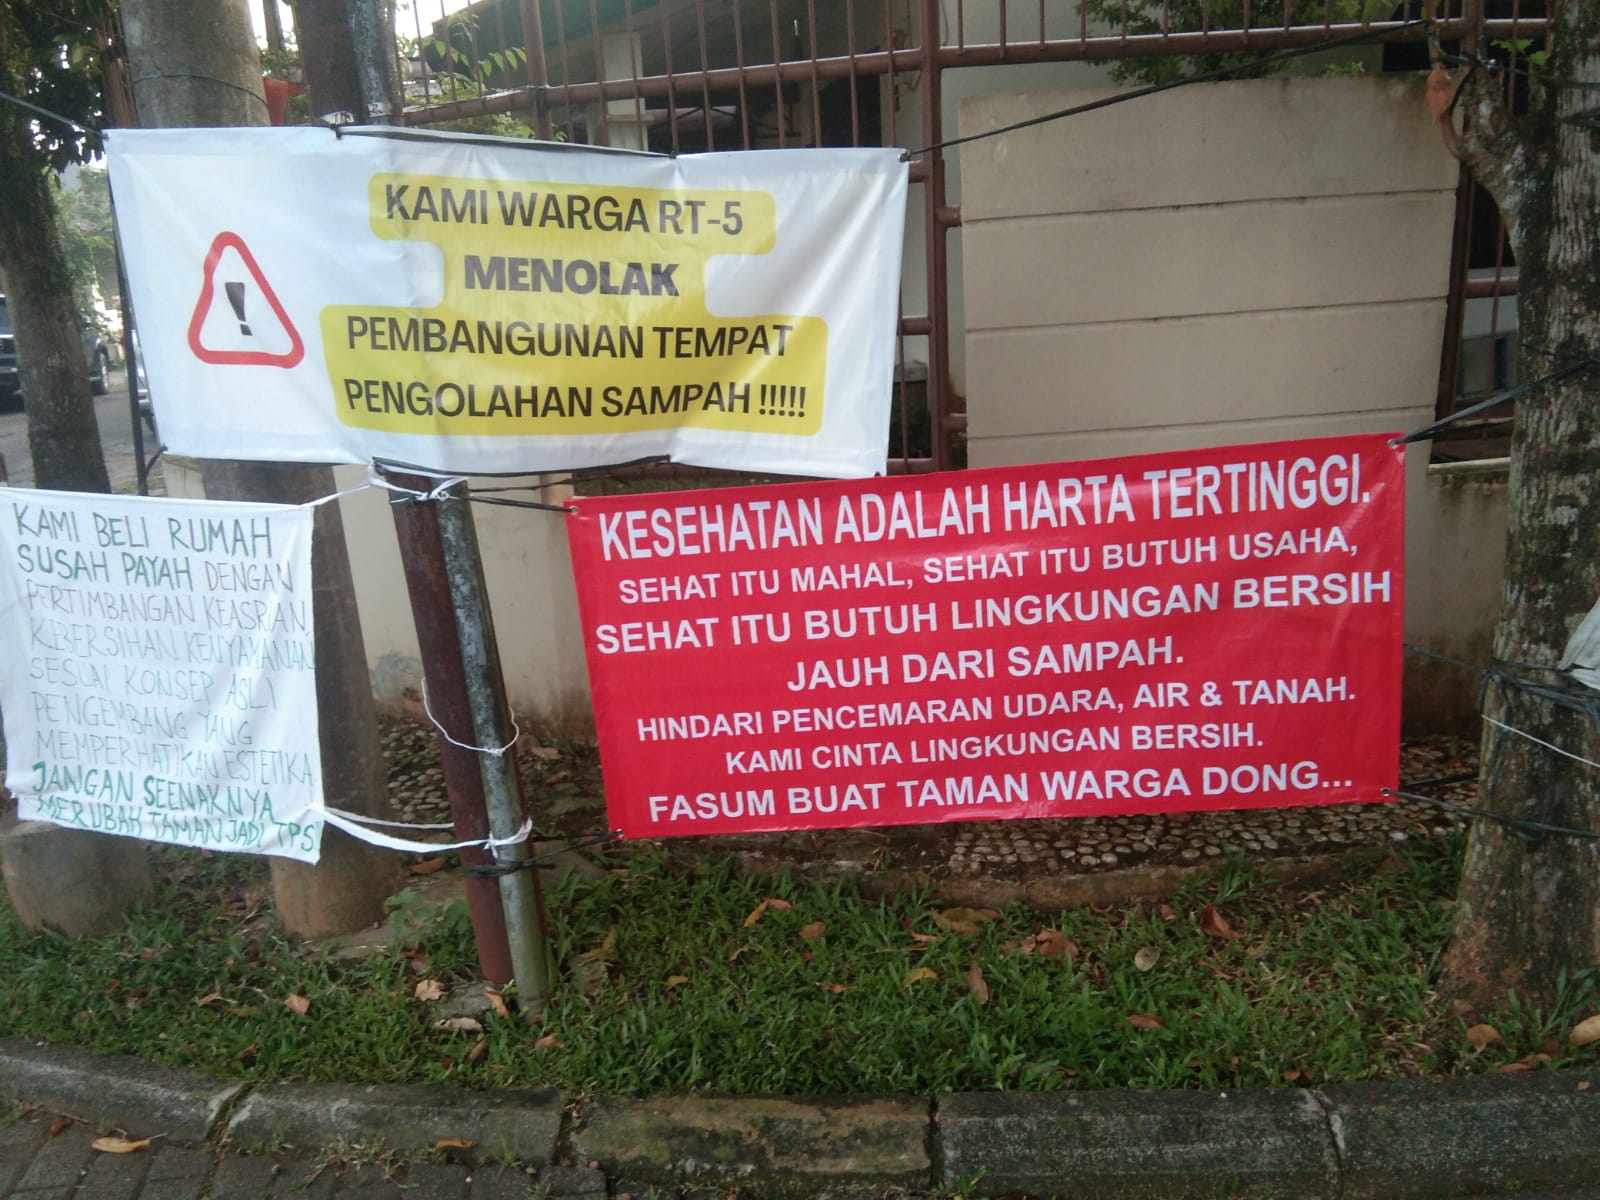 KAMI WARGA RT-5
MENOLAK
PEMBANGUNAN TEMPAT
PENGOLAHAN SAMPAH !!!!!
KAMI BELI RUMAH
SUSAH PAYAH DENGAN
PERTIMBANGAN KEASRIAN,
KEBERSIHAN KENYAMANAN
SESUAI KONSEP ASLI
PENGEMBANG YANG
MEMPERHATIKAN ESTETIKA
JANGAN SEENAKNYA
MERUBAH TAMAN JADI TPS
KESEHATAN ADALAH HARTA TERTINGGI.
SEHAT ITU MAHAL, SEHAT ITU BUTUH USAHA,
SEHAT ITU BUTUH LINGKUNGAN BERSIH
JAUH DARI SAMPAH.
HINDARI PENCEMARAN UDARA, AIR & TANAH.
KAMI CINTA LINGKUNGAN BERSIH.
FASUM BUAT TAMAN WARGA DONG...